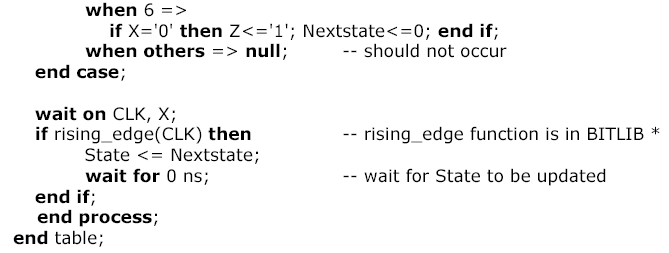 when 6 =>
if X='0' then Z<='1'; Nextstate<=0; end if;
when others => null; -- should not occur
end case;
wait on CLK, X;
if rising_edge(CLK) then -- rising_edge function is in BITLIB *
State <= Nextstate;
wait for 0 ns; -- wait for State to be updated
end if;
end process;
end table;